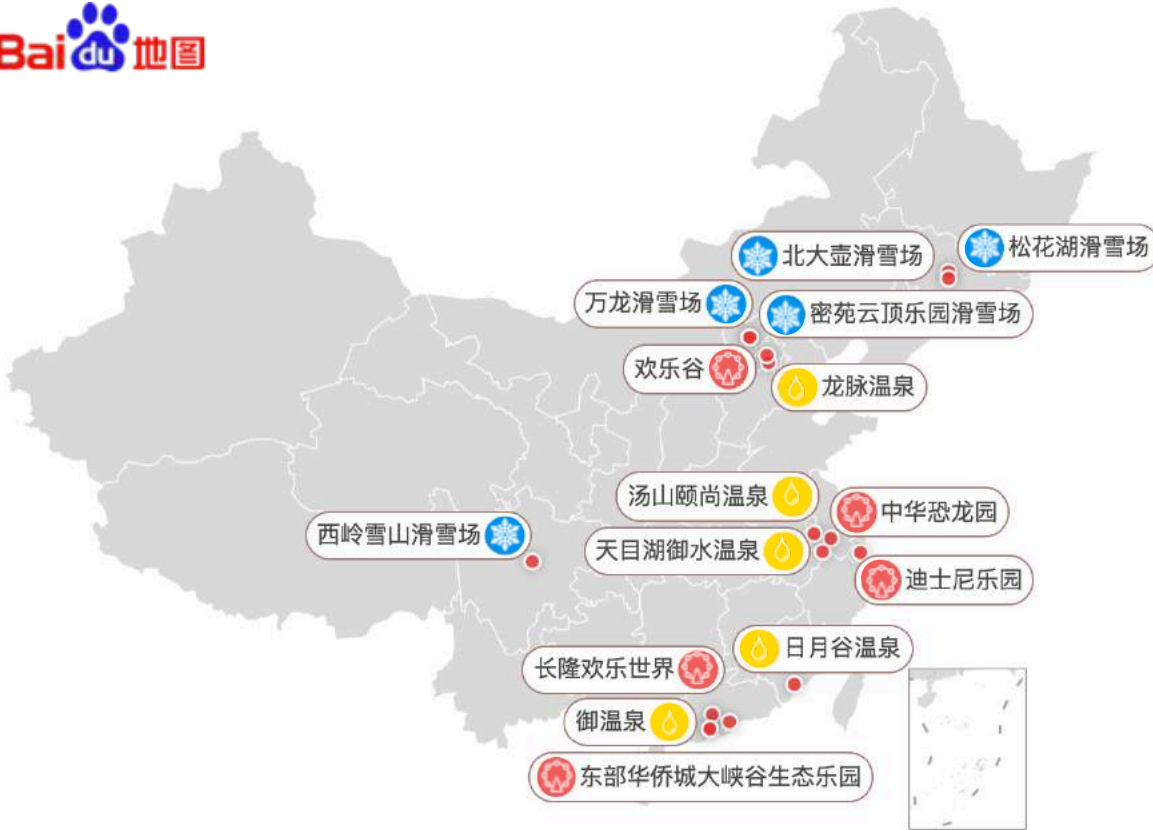 Baidu地图
北大壶滑雪场
松花湖滑雪场
万龙滑雪场
密苑云顶乐园滑雪场
欢乐谷
龙脉温泉
汤山颐尚温泉
中华恐龙园
西岭雪山滑雪场
天目湖御水温泉
迪士尼乐园
日月谷温泉
长隆欢乐世界
御温泉
东部华侨城大峡谷生态乐园